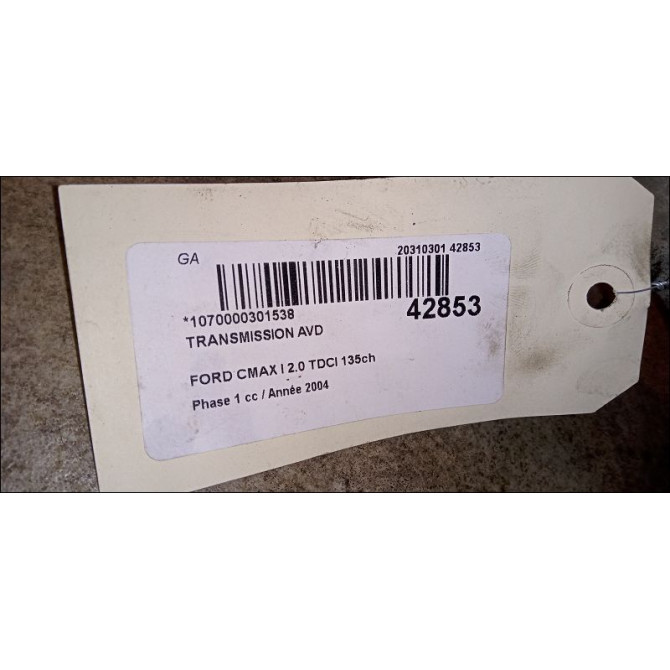 GA
20310301 42853
*1070000301538
42853
TRANSMISSION AVD
FORD CMAX I 2.0 TDCI 135ch
Phase 1 cc / Année 2004